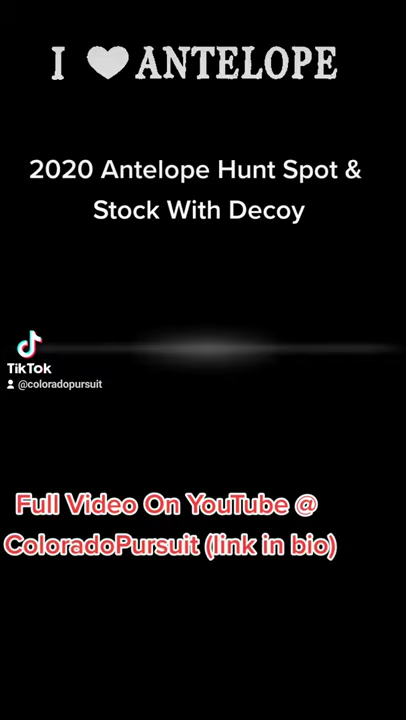 I ♥ ANTELOPE
2020 Antelope Hunt Spot &
Stock With Decoy
TikTok
@coloradopursuit
Full Video On YouTube @
ColoradoPursuit (link in bio)